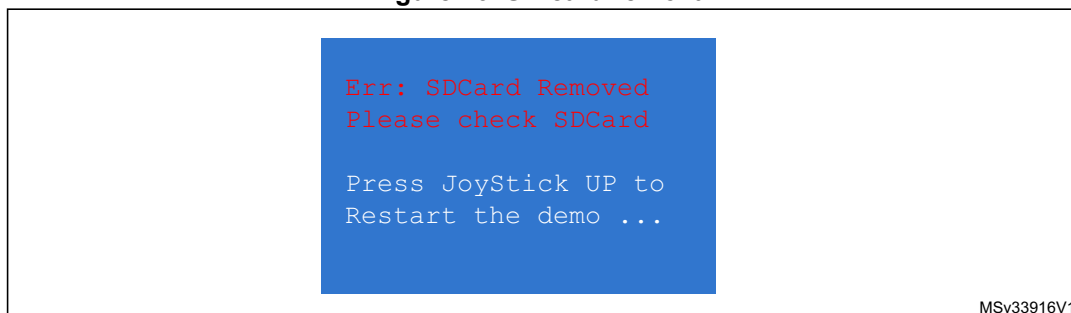 Err: SDCard Removed
Please check SDCard
Press JoyStick UP to
Restart the demo ...
MSv33916V1